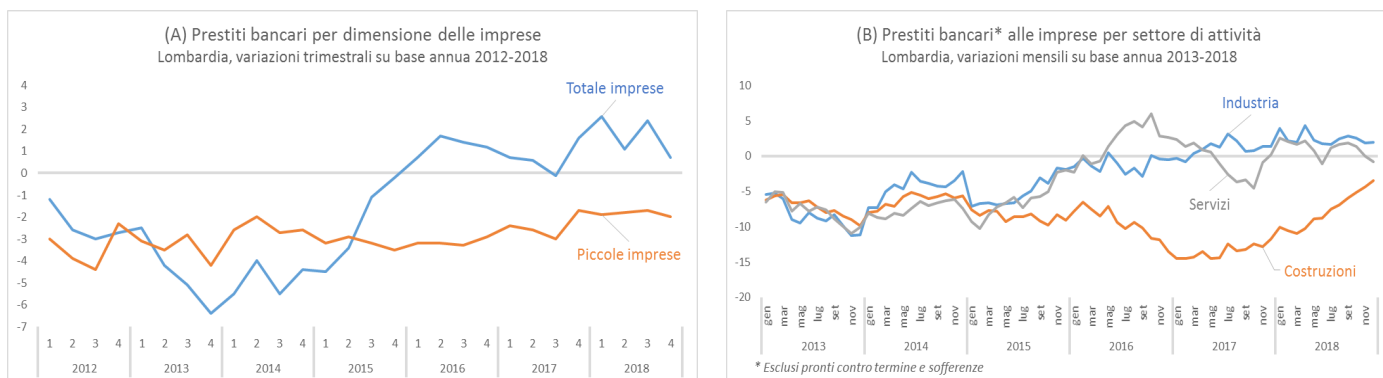 (A) Prestiti bancari per dimensione delle imprese
Lombardia, variazioni trimestrali su base annua 2012-2018
4
3
2
1
0
-1
-2
-3
-4
-5
-6
-7
Totale imprese
Piccole imprese
1 2 3 4 1 2 3 4 1 2 3 4 1 2 3 4 1 2 3 4 1 2 3 4 1 2 3 4
2012 2013 2014 2015 2016 2017 2018
(B) Prestiti bancari* alle imprese per settore di attività
Lombardia, variazioni mensili su base annua 2013-2018
10
5
0
-5
-10
-15
-20
Industria
Servizi
Costruzioni
gen mar mag lug set nov gen mar mag lug set nov gen mar mag lug set nov gen mar mag lug set nov gen mar mag lug set nov gen mar mag lug set nov
2013 2014 2015 2016 2017 2018
* Esclusi pronti contro termine e sofferenze